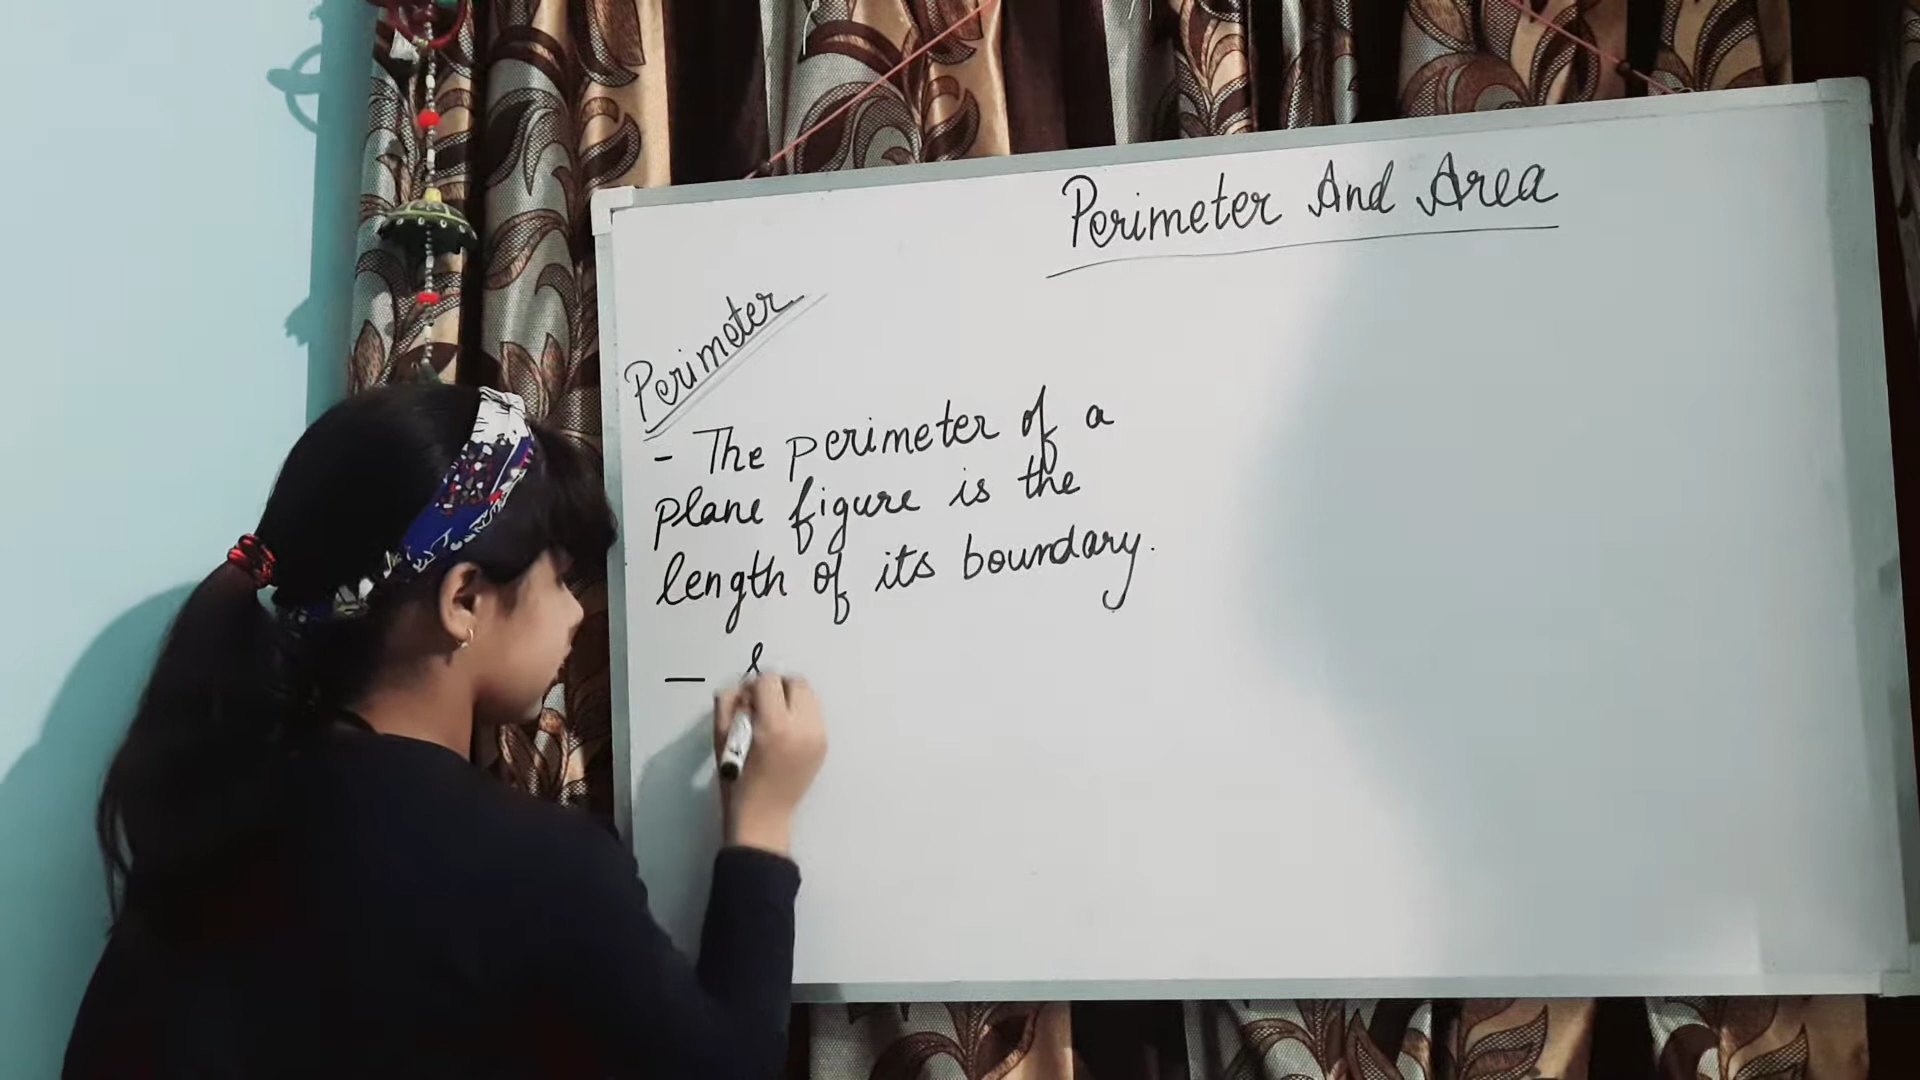 Perimeter And Area
Perimeter
- The perimeter of a
plane figure is the
length of its boundary.
—